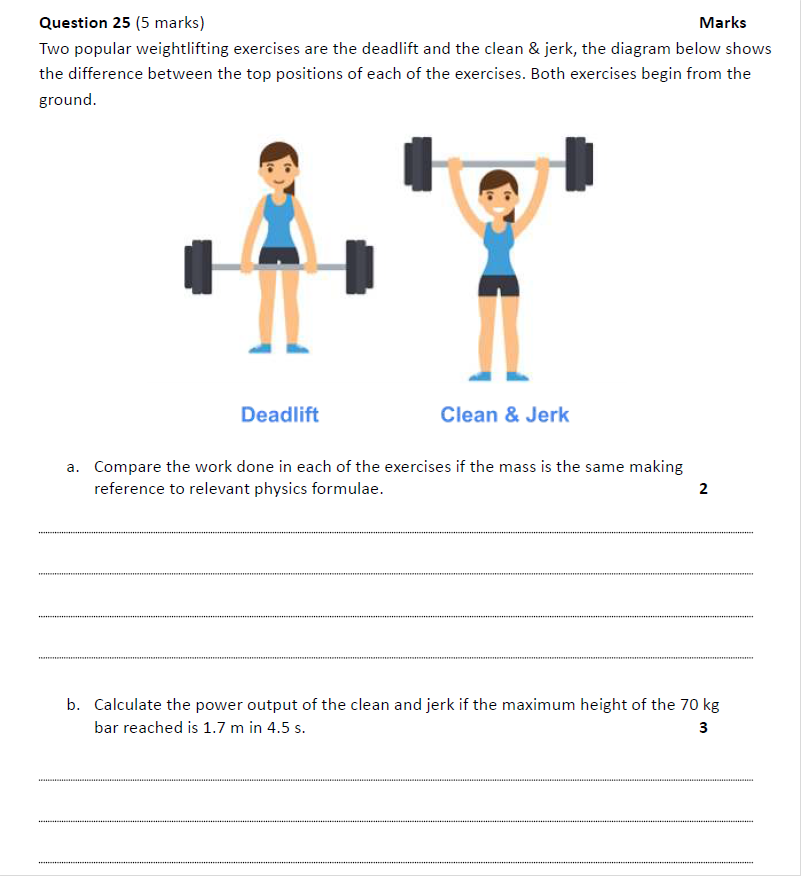 Question 25 (5 marks) Marks
Two popular weightlifting exercises are the deadlift and the clean & jerk, the diagram below shows
the difference between the top positions of each of the exercises. Both exercises begin from the
ground.
Deadlift Clean & Jerk
a. Compare the work done in each of the exercises if the mass is the same making
reference to relevant physics formulae. 2
b. Calculate the power output of the clean and jerk if the maximum height of the 70 kg
bar reached is 1.7 m in 4.5 s. 3